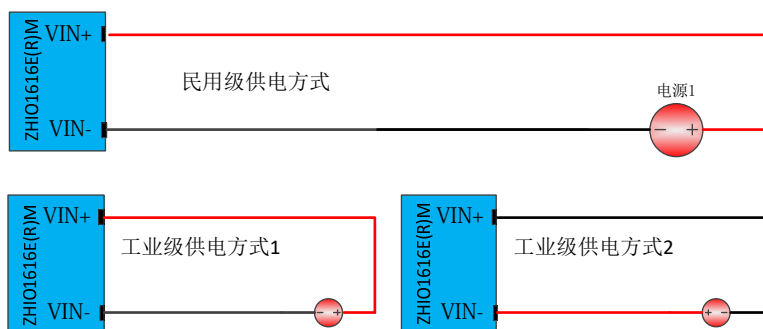 ZHIO1616E(R)M
VIN+
民用级供电方式
电源1
VIN-
- +
ZHIO1616E(R)M
VIN+
工业级供电方式1
VIN-
- +
ZHIO1616E(R)M
VIN+
工业级供电方式2
VIN-
+ -